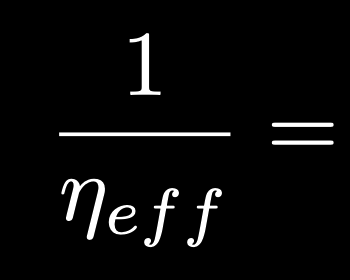 1
η_eff =